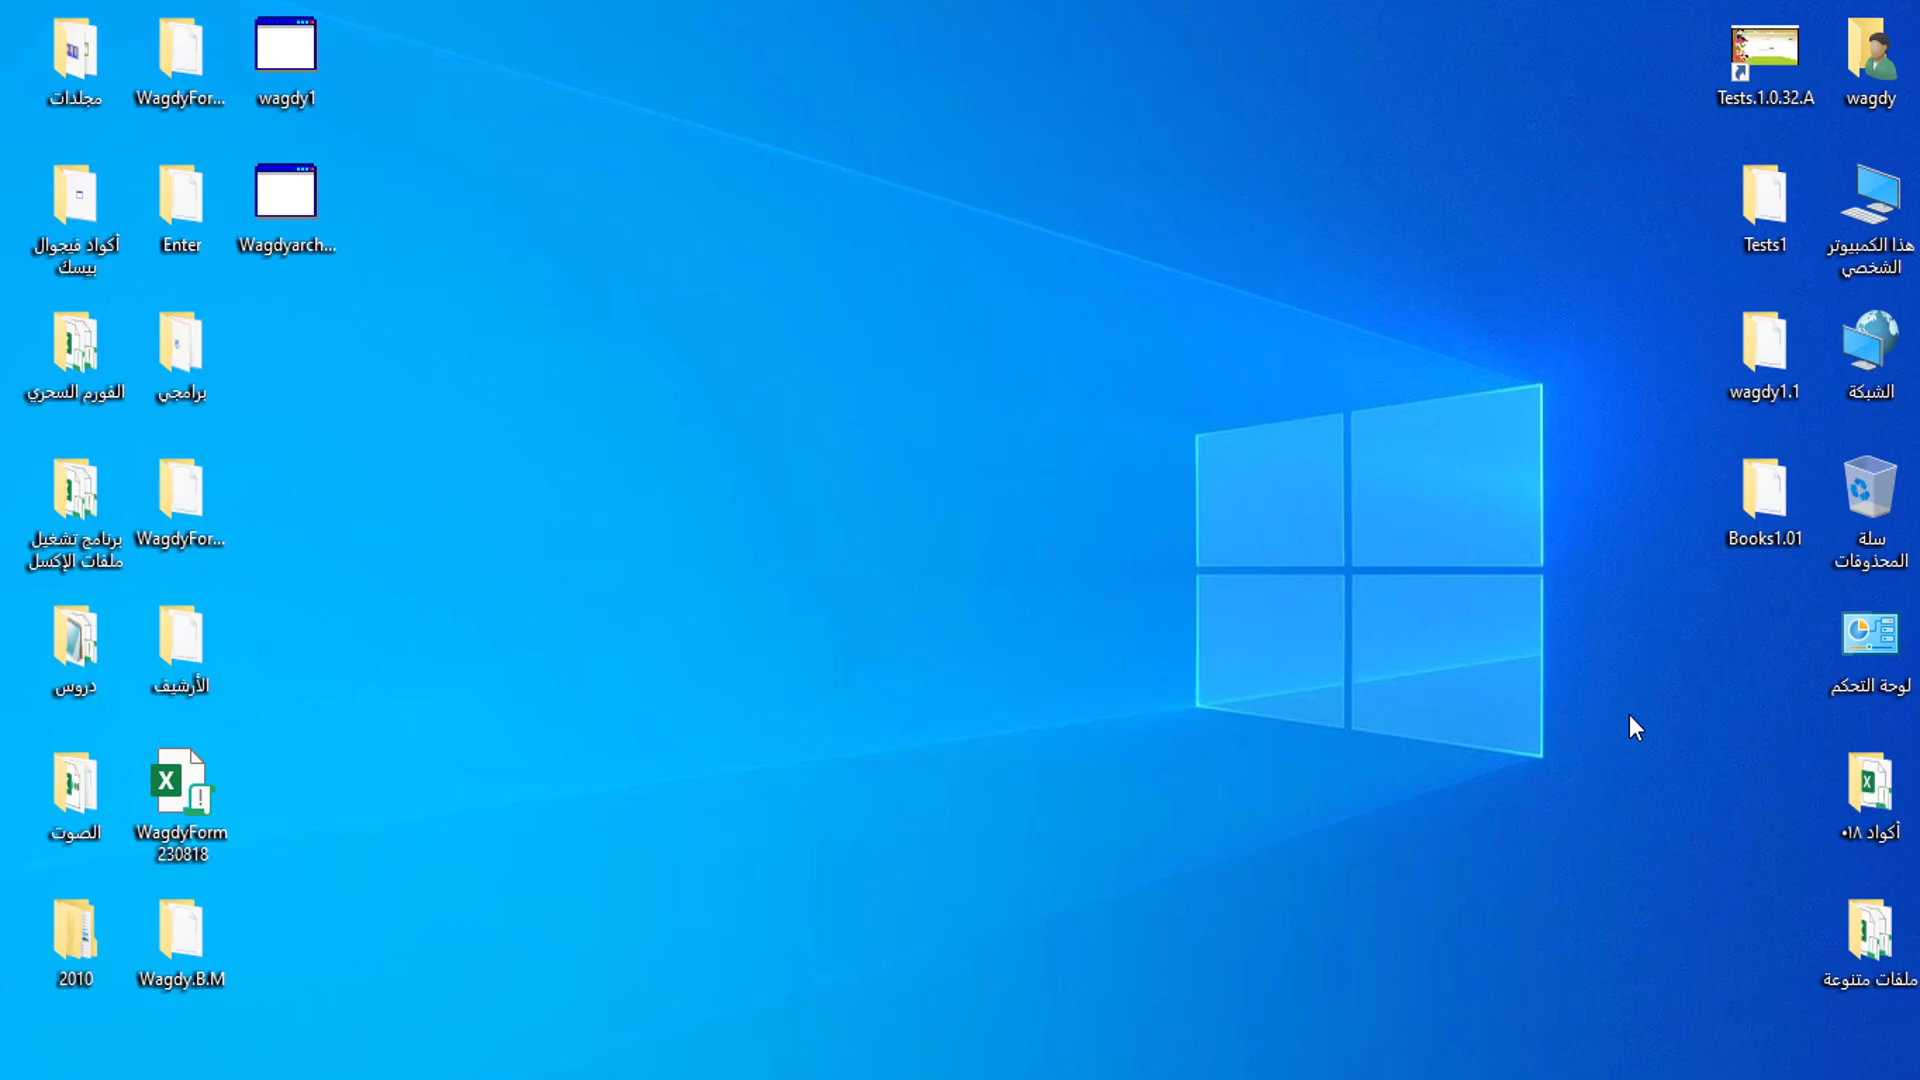 مجلدات
WagdyFor...
wagdy1
Tests.1.0.32.A
wagdy
أكواد فيجوال
بيسك
Enter
Wagdyarch...
Tests1
هذا الكمبيوتر
الشخصي
الفورم السحري
برامجي
wagdy1.1
الشبكة
برنامج تشغيل
ملفات الإكسل
WagdyFor...
Books1.01
سلة
المحذوفات
دروس
الأرشيف
لوحة التحكم
الصوت
WagdyForm
230818
أكواد ٠١٨
2010
Wagdy.B.M
ملفات متنوعة